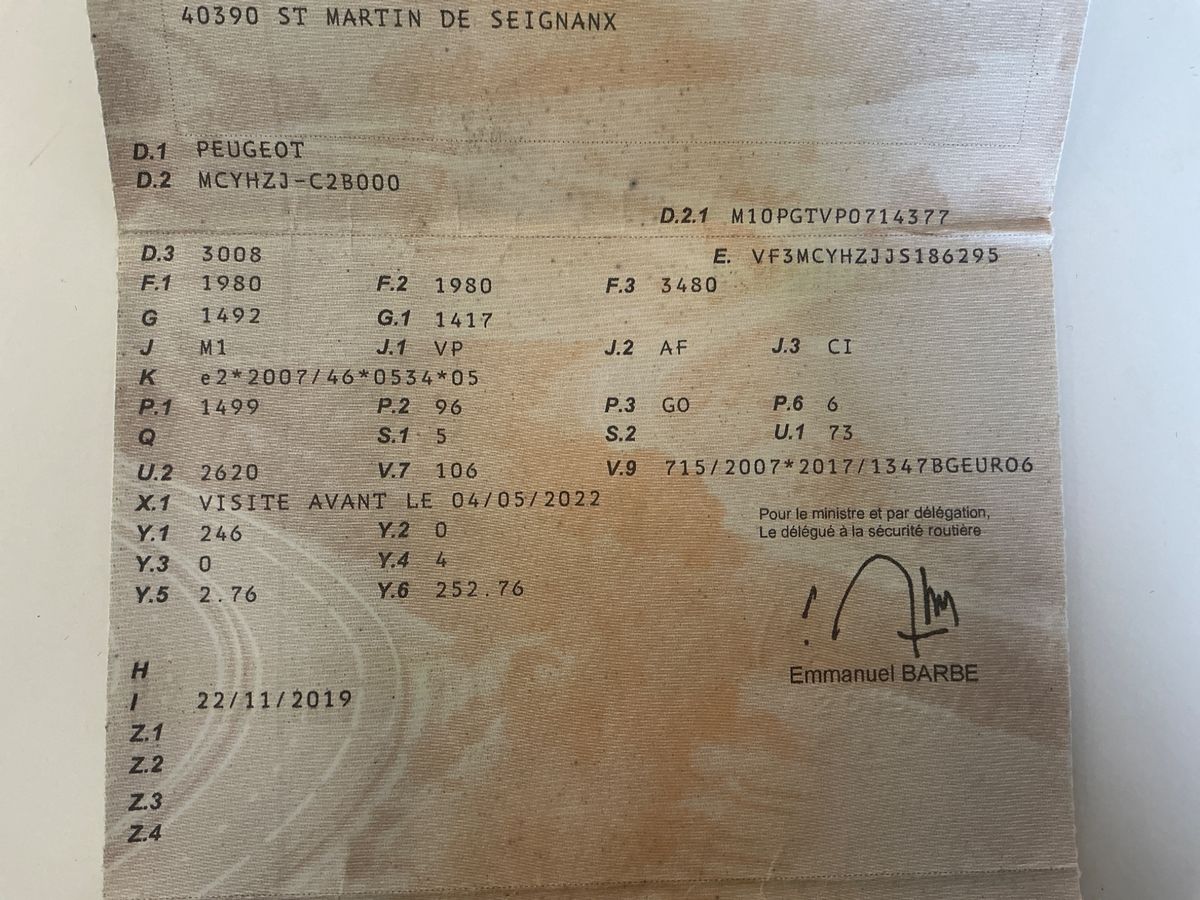 40390 ST MARTIN DE SEIGNANX
D.1 PEUGEOT
D.2 MCYHZJ-C2B000
D.2.1 M10PGTVP0714377
D.3 3008 E. VF3MCYHZJJS186295
F.1 1980 F.2 1980 F.3 3480
G 1492 G.1 1417
J M1 J.1 VP J.2 AF J.3 CI
K e2*2007/46*0534*05
P.1 1499 P.2 96 P.3 GO P.6 6
Q S.1 5 S.2 U.1 73
U.2 2620 V.7 106 V.9 715/2007*2017/1347BGEURO6
X.1 VISITE AVANT LE 04/05/2022
Pour le ministre et par délégation,
Le délégué à la sécurité routière
Y.1 246 Y.2 0
Y.3 0 Y.4 4
Y.5 2.76 Y.6 252.76
Emmanuel BARBE
H
I 22/11/2019
Z.1
Z.2
Z.3
Z.4